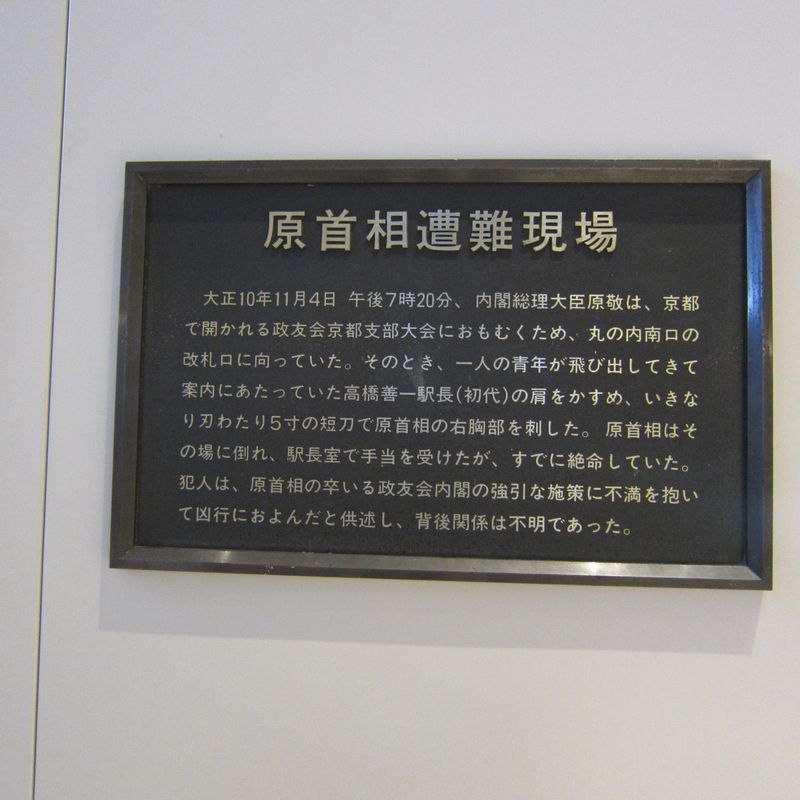 原首相遭難現場
大正10年11月4日 午後7時20分、内閣総理大臣原敬は、京都
で開かれる政友会京都支部大会におもむくため、丸の内南口の
改札口に向っていた。そのとき、一人の青年が飛び出してきて
案内にあたっていた高橋善一駅長(初代)の肩をかすめ、いきな
り刃わたり5寸の短刀で原首相の右胸部を刺した。原首相はそ
の場に倒れ、駅長室で手当を受けたが、すでに絶命していた。
犯人は、原首相の卒いる政友会内閣の強引な施策に不満を抱い
て凶行におよんだと供述し、背後関係は不明であった。